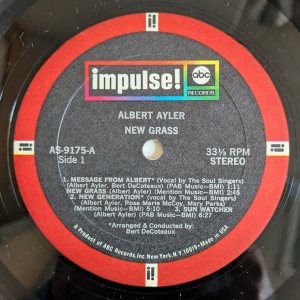 impulse! abc
RECORDS
ALBERT AYLER
NEW GRASS
AS-9175-A
Side 1
33⅓ RPM
STEREO
1. MESSAGE FROM ALBERT* (Vocal by The Soul Singers)
(Albert Ayler, Bert DeCoteaux) (PAB Music—BMI) 1:11
NEW GRASS (Albert Ayler) (PAB Music—BMI) 2:45
2. NEW GENERATION* (Vocal by The Soul Singers)
(Albert Ayler, Rose Marie McCoy, Mary Parks)
(Mention Music—BMI) 5:10 / 3. SUN WATCHER
(Albert Ayler) (PAB Music—BMI) 6:27
*Arranged & Conducted by:
Bert DeCoteaux
A Product of ABC Records, Inc. New York, N.Y. 10019 • Made in USA